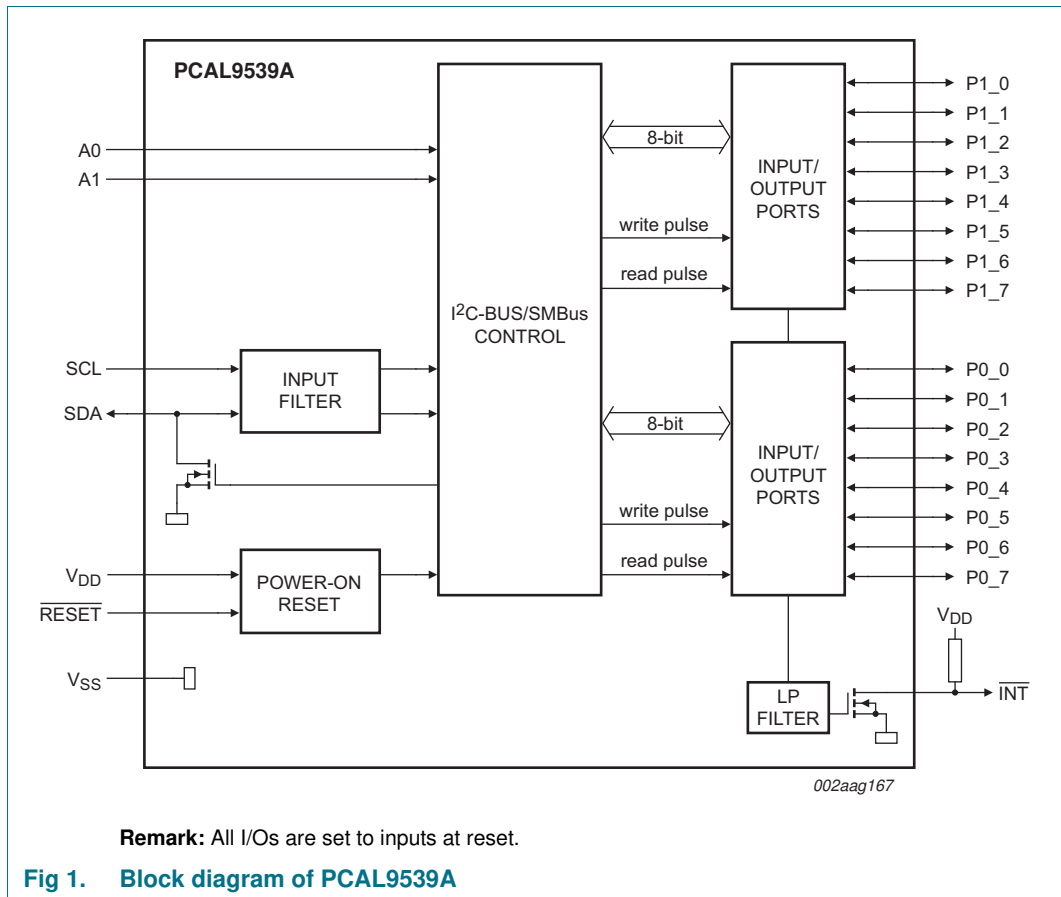 PCAL9539A
A0
A1
SCL
SDA
VDD
RESET
VSS
INPUT
FILTER
POWER-ON
RESET
I2C-BUS/SMBus
CONTROL
8-bit
write pulse
read pulse
INPUT/
OUTPUT
PORTS
P1_0
P1_1
P1_2
P1_3
P1_4
P1_5
P1_6
P1_7
8-bit
write pulse
read pulse
INPUT/
OUTPUT
PORTS
P0_0
P0_1
P0_2
P0_3
P0_4
P0_5
P0_6
P0_7
VDD
LP
FILTER
INT
002aag167
Remark: All I/Os are set to inputs at reset.
Fig 1. Block diagram of PCAL9539A